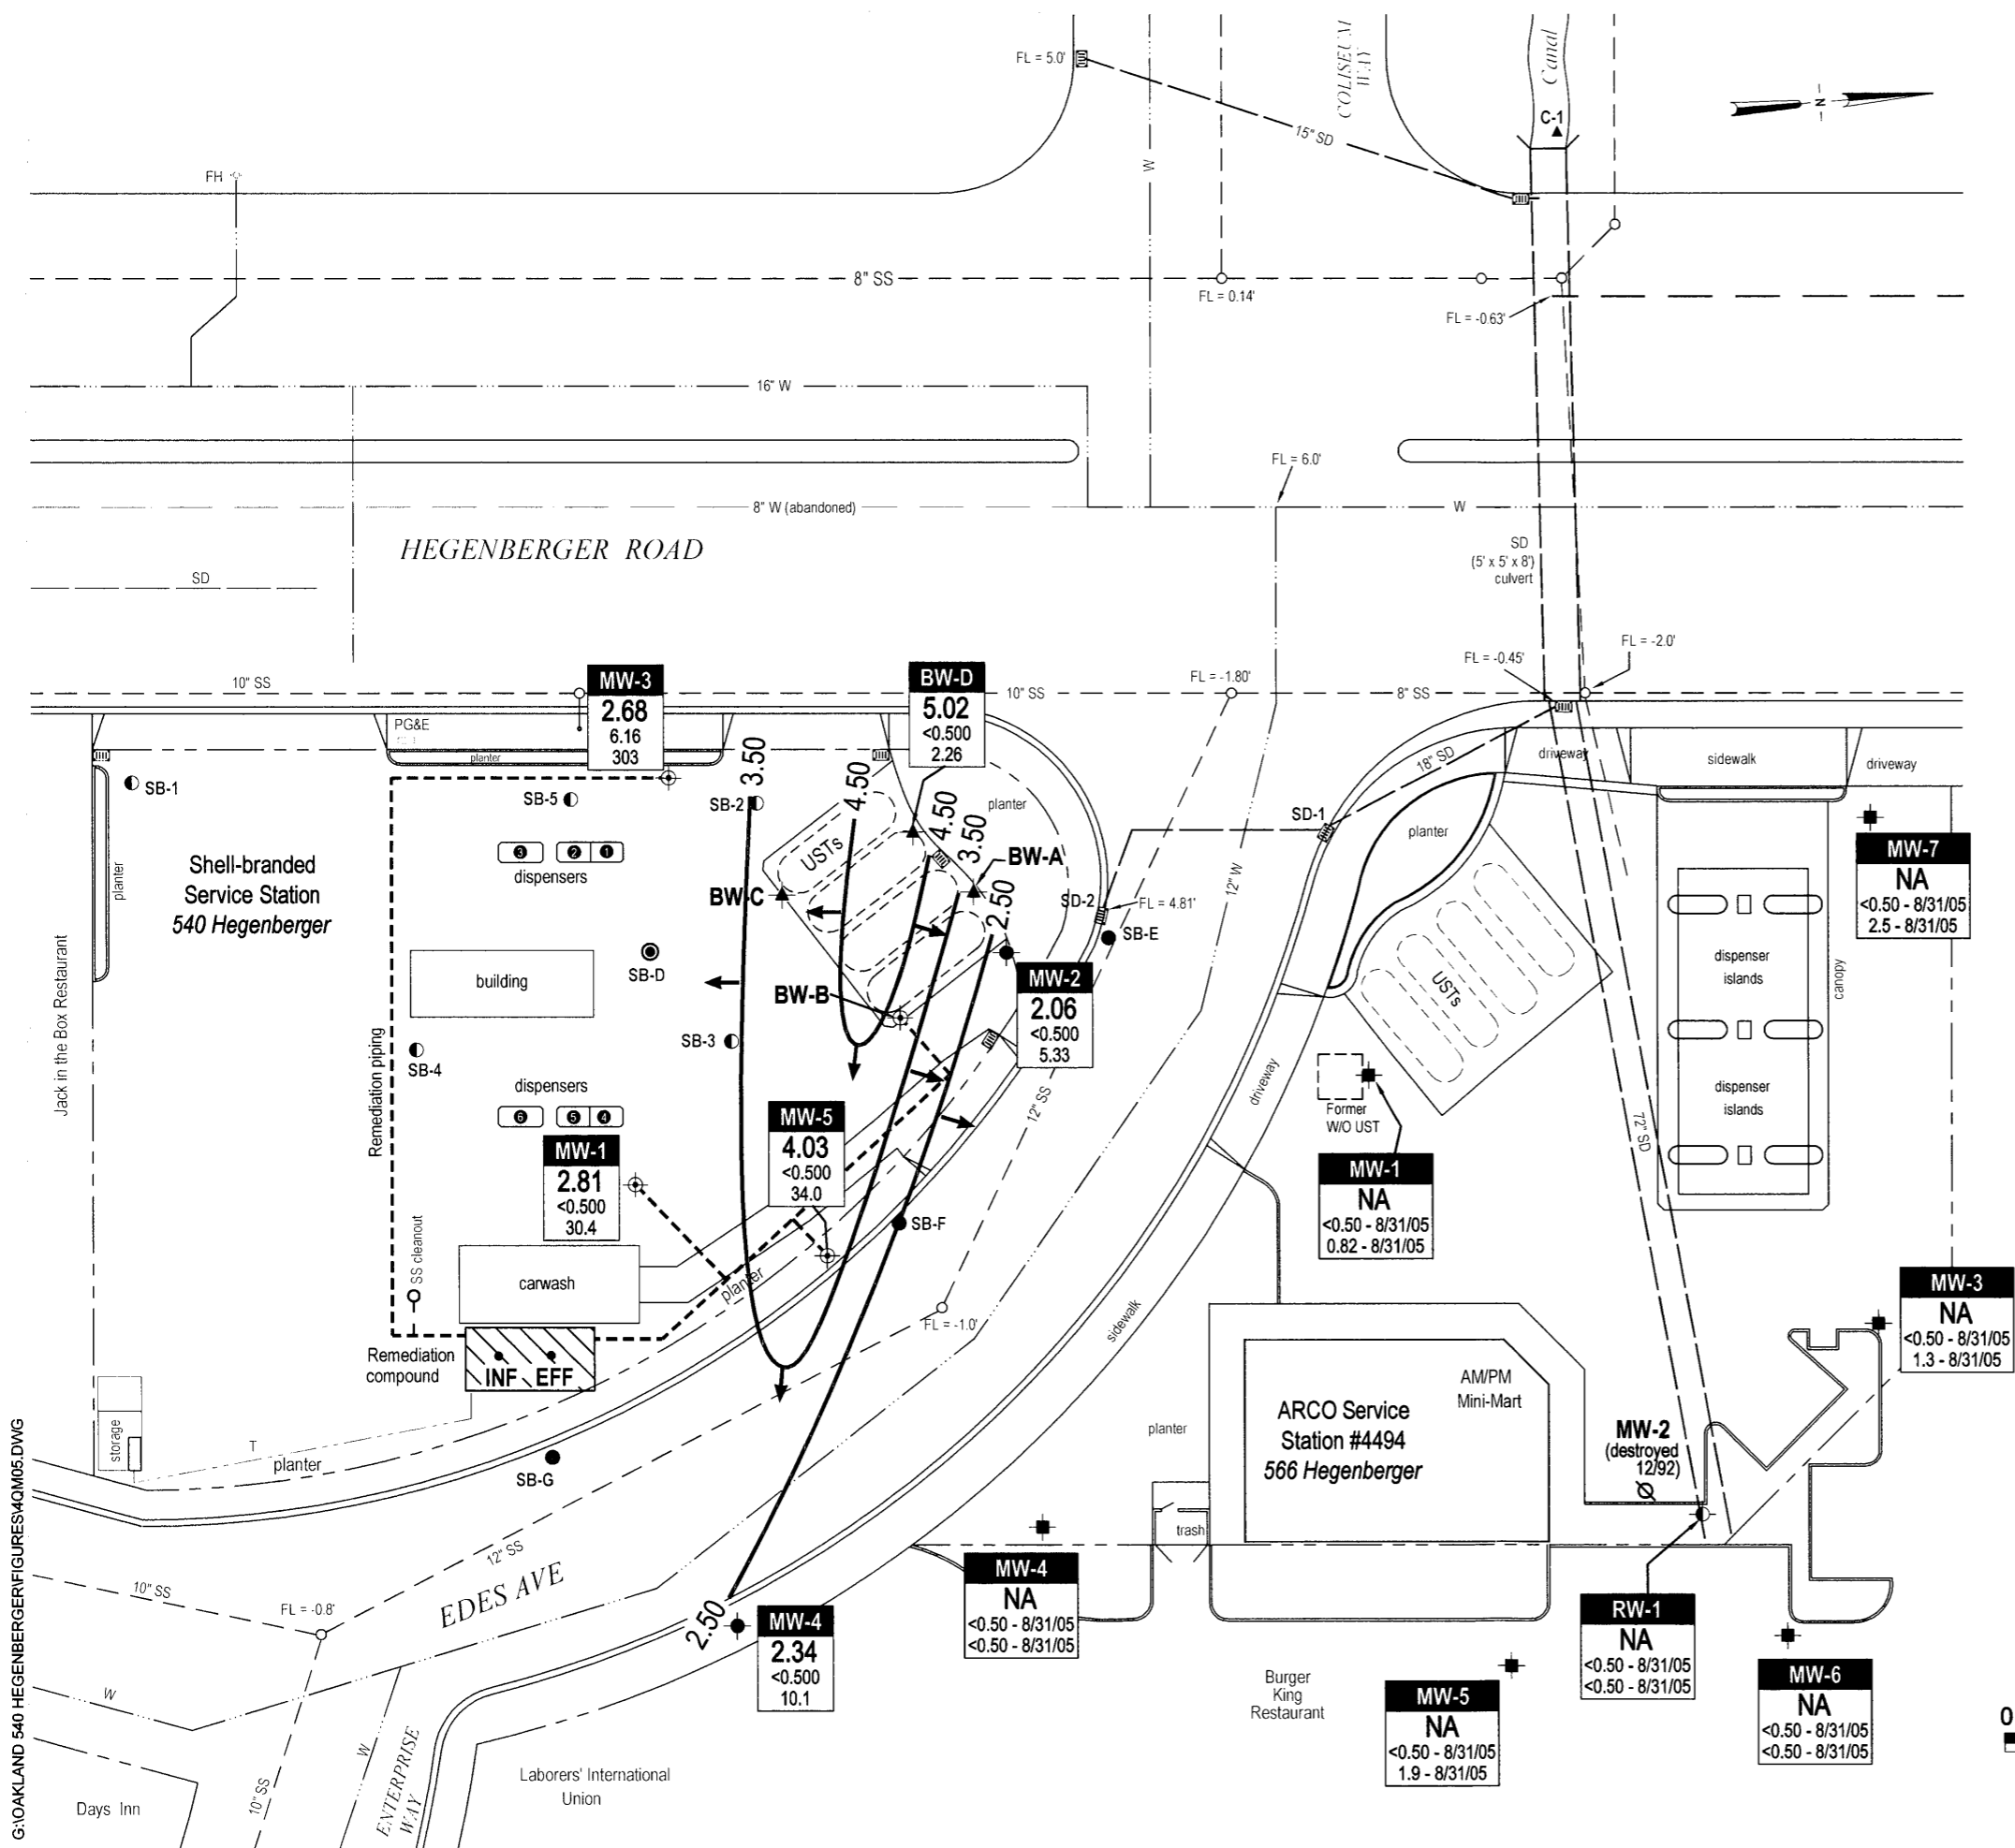 FL = 5.0'
COLISEUM
WAY
Canal
C-1
N
15" SD
W
FH
8" SS
FL = 0.14'
FL = -0.63'
16" W
FL = 6.0'
8" W (abandoned)
W
HEGENBERGER ROAD
SD
SD
(5' x 5' x 8')
culvert
FL = -2.0'
FL = -0.45'
FL = -1.80'
10" SS
10" SS
8" SS
MW-3
2.68
6.16
303
BW-D
5.02
<0.500
2.26
PG&E
planter
3.50
4.50
4.50
3.50
2.50
planter
18" SD
driveway
sidewalk
driveway
SB-1
SB-5
SB-2
SD-1
planter
USTs
BW-A
BW-C
SD-2
FL = 4.81'
SB-E
12" W
MW-7
NA
<0.50 - 8/31/05
2.5 - 8/31/05
planter
Shell-branded
Service Station
540 Hegenberger
3
2
1
dispensers
building
SB-D
BW-B
MW-2
2.06
<0.500
5.33
USTs
dispenser
islands
canopy
Jack in the Box Restaurant
Remediation piping
SB-4
SB-3
dispensers
6
5
4
12" SS
driveway
Former
W/O UST
dispenser
islands
72" SD
MW-1
2.81
<0.500
30.4
MW-5
4.03
<0.500
34.0
MW-1
NA
<0.50 - 8/31/05
0.82 - 8/31/05
SB-F
SS cleanout
carwash
planter
FL = -1.0'
sidewalk
MW-3
NA
<0.50 - 8/31/05
1.3 - 8/31/05
Remediation
compound
INF
EFF
AM/PM
Mini-Mart
ARCO Service
Station #4494
566 Hegenberger
planter
MW-2
(destroyed
12/92)
storage
T
planter
SB-G
trash
12" SS
EDES AVE
10" SS
FL = -0.8'
2.50
MW-4
2.34
<0.500
10.1
MW-4
NA
<0.50 - 8/31/05
<0.50 - 8/31/05
RW-1
NA
<0.50 - 8/31/05
<0.50 - 8/31/05
MW-6
NA
<0.50 - 8/31/05
<0.50 - 8/31/05
MW-5
NA
<0.50 - 8/31/05
1.9 - 8/31/05
Burger
King
Restaurant
W
W
ENTERPRISE
WAY
10" SS
Days Inn
Laborers' International
Union
0
G:\OAKLAND 540 HEGENBERGER\FIGURES\4QM05.DWG